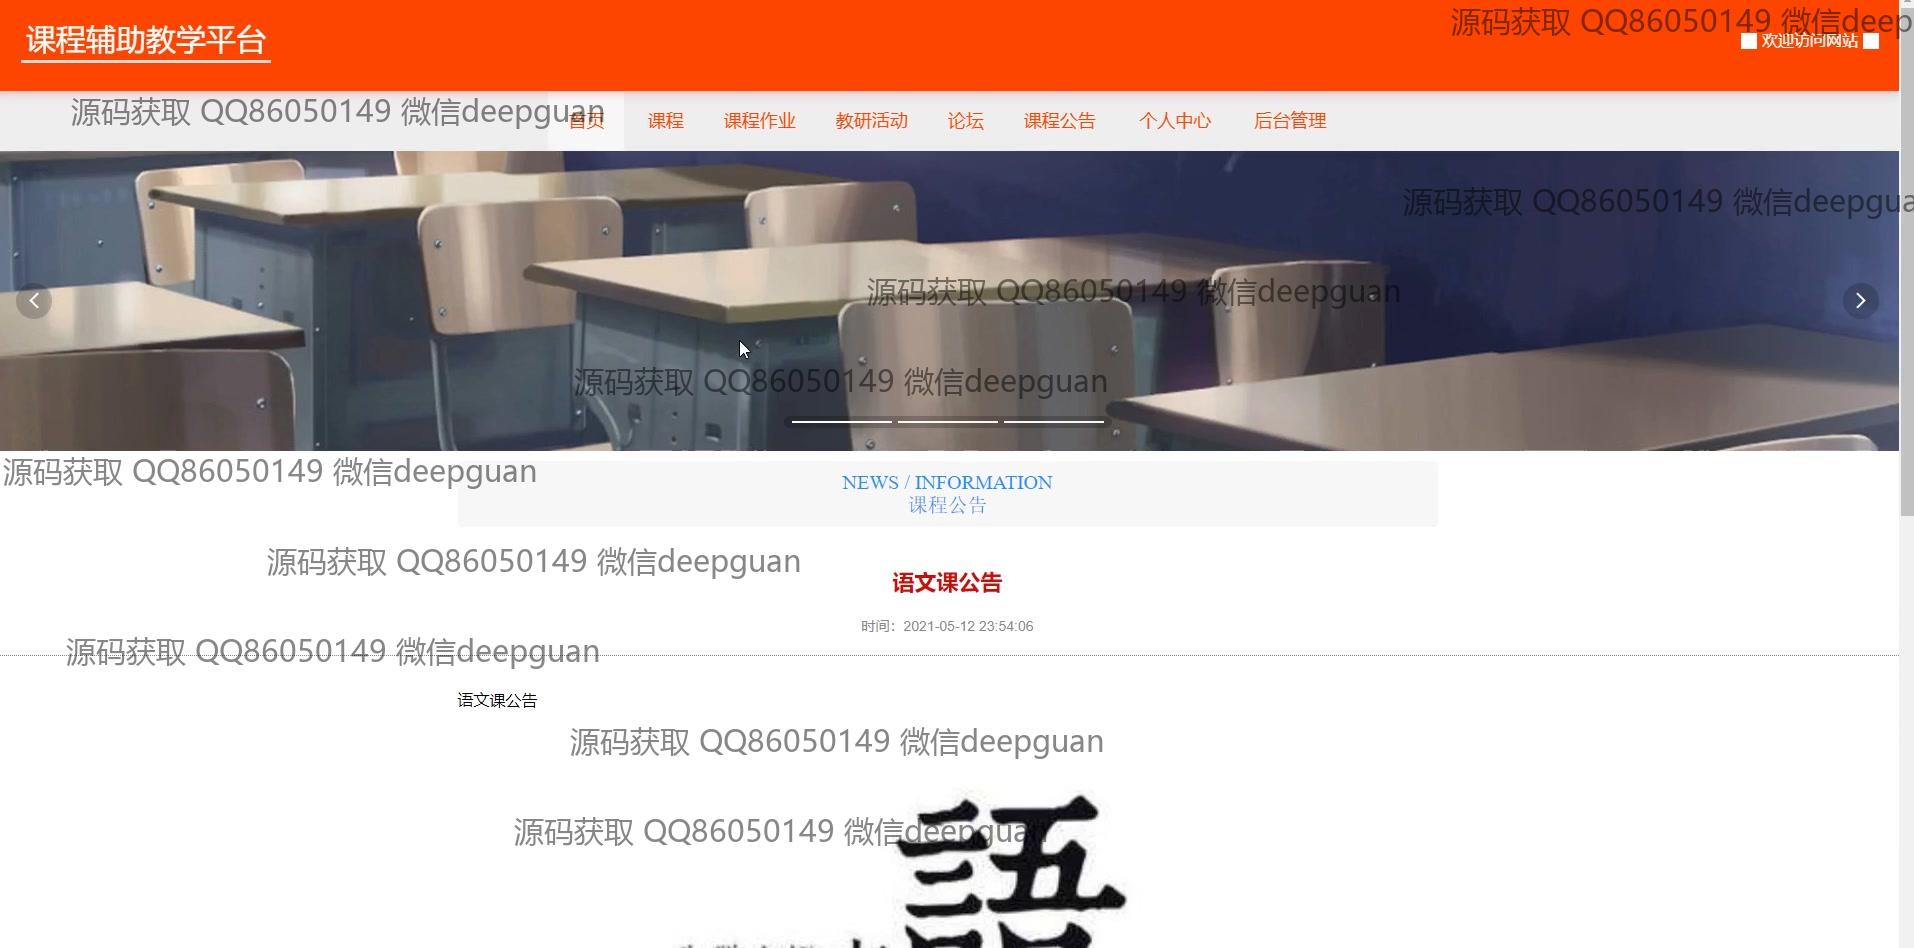 课程辅助教学平台
源码获取 QQ86050149 微信deep
欢迎访问网站
源码获取 QQ86050149 微信deepguan
首页 课程 课程作业 教研活动 论坛 课程公告 个人中心 后台管理
源码获取 QQ86050149 微信deepgua
源码获取 QQ86050149 微信deepguan
源码获取 QQ86050149 微信deepguan
源码获取 QQ86050149 微信deepguan
NEWS / INFORMATION
课程公告
源码获取 QQ86050149 微信deepguan
语文课公告
时间：2021-05-12 23:54:06
源码获取 QQ86050149 微信deepguan
语文课公告
源码获取 QQ86050149 微信deepguan
源码获取 QQ86050149 微信deepguan
語